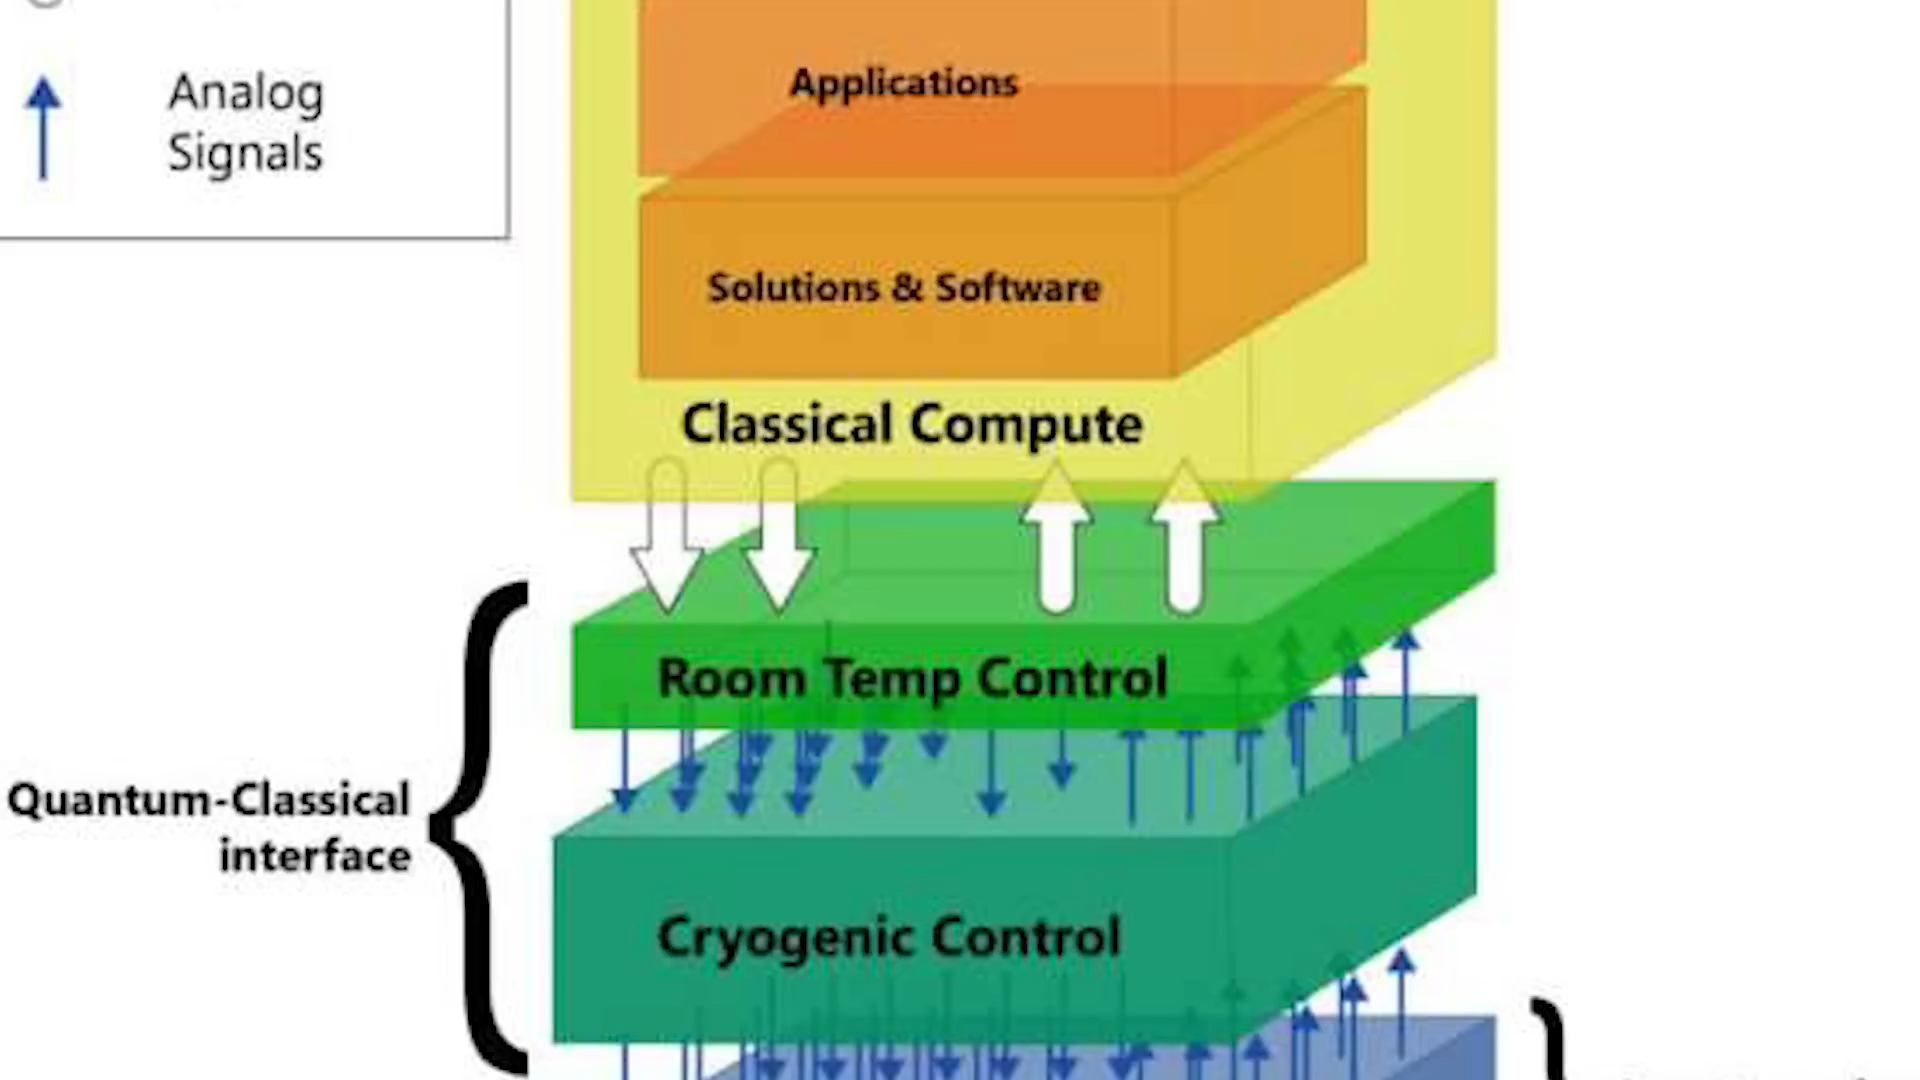 Analog
Signals
Applications
Solutions & Software
Classical Compute
Room Temp Control
Quantum-Classical
interface
Cryogenic Control